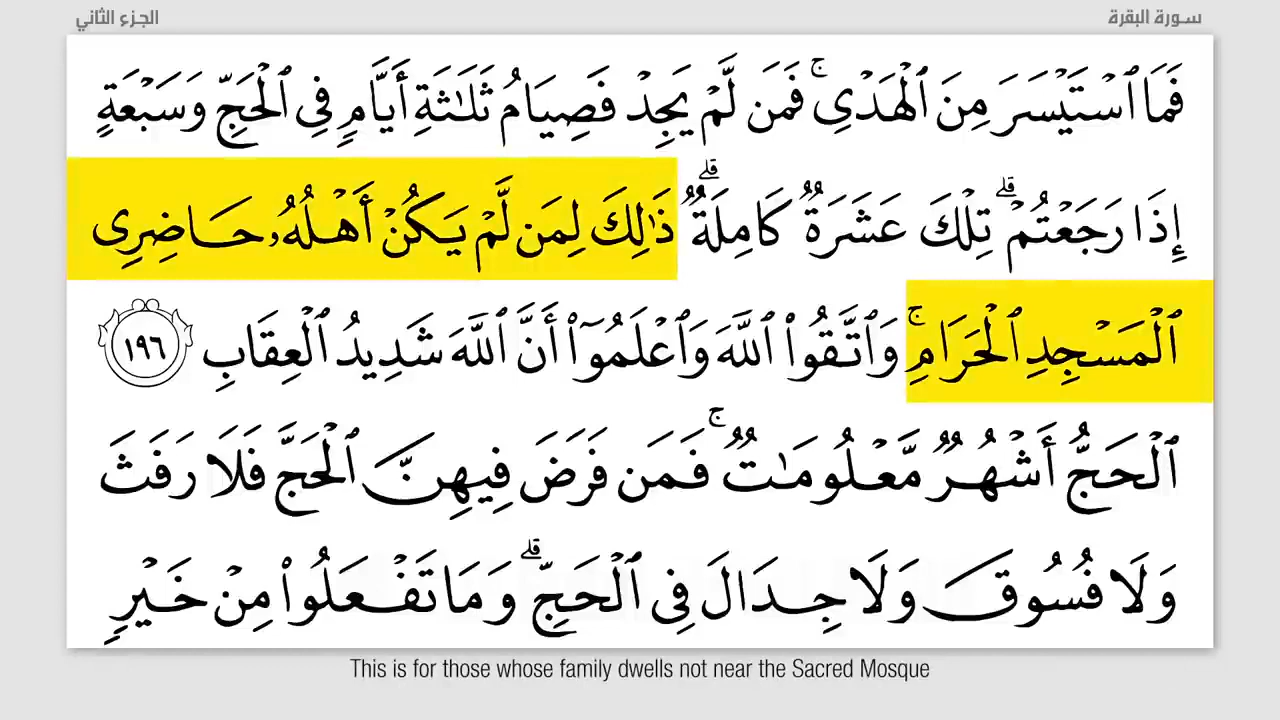 سورة البقرة
الجزء الثاني
فَمَا ٱسْتَيْسَرَ مِنَ ٱلْهَدْىِ ۚ فَمَن لَّمْ يَجِدْ فَصِيَامُ ثَلَـٰثَةِ أَيَّامٍ فِى ٱلْحَجِّ وَسَبْعَةٍ
إِذَا رَجَعْتُمْ ۗ تِلْكَ عَشَرَةٌ كَامِلَةٌ ۗ ذَٰلِكَ لِمَن لَّمْ يَكُنْ أَهْلُهُۥ حَاضِرِى
ٱلْمَسْجِدِ ٱلْحَرَامِ ۚ وَٱتَّقُوا۟ ٱللَّهَ وَٱعْلَمُوٓا۟ أَنَّ ٱللَّهَ شَدِيدُ ٱلْعِقَابِ ١٩٦
ٱلْحَجُّ أَشْهُرٌ مَّعْلُومَـٰتٌ ۚ فَمَن فَرَضَ فِيهِنَّ ٱلْحَجَّ فَلَا رَفَثَ
وَلَا فُسُوقَ وَلَا جِدَالَ فِى ٱلْحَجِّ ۗ وَمَا تَفْعَلُوا۟ مِنْ خَيْرٍ
This is for those whose family dwells not near the Sacred Mosque